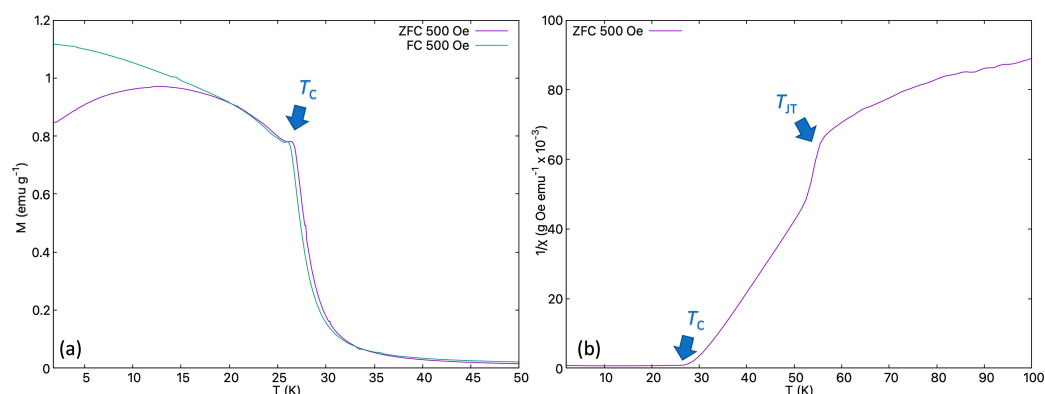 1.2
1
0.8
0.6
0.4
0.2
0
M (emu g⁻¹)
ZFC 500 Oe
FC 500 Oe
T_C
(a)
5 10 15 20 25 30 35 40 45 50
T (K)
100
80
60
40
20
0
1/χ (g Oe emu⁻¹ x 10⁻³)
ZFC 500 Oe
T_JT
T_C
(b)
10 20 30 40 50 60 70 80 90 100
T (K)